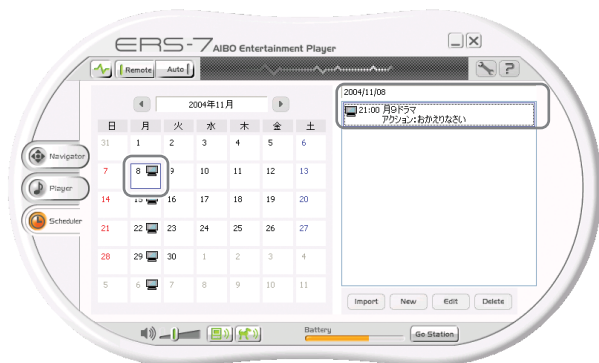 ERS-7 AIBO Entertainment Player
Remote Auto
2004/11/08
21:00 月9ドラマ
アクション：おかえりなさい
2004年11月
日 月 火 水 木 金 土
31 1 2 3 4 5 6
7 8 9 10 11 12 13
14 15 16 17 18 19 20
21 22 23 24 25 26 27
28 29 30 1 2 3 4
5 6 7 8 9 10 11
Navigator
Player
Scheduler
Import New Edit Delete
Battery
Go Station